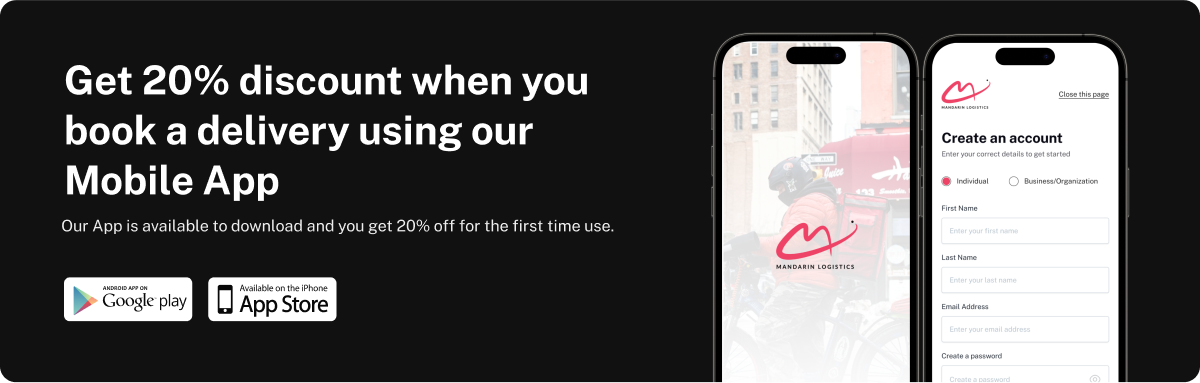 Get 20% discount when you
book a delivery using our
Mobile App
Our App is available to download and you get 20% off for the first time use.
ANDROID APP ON
Google play
Available on the iPhone
App Store
MANDARIN LOGISTICS
MANDARIN LOGISTICS
Close this page
Create an account
Enter your correct details to get started
Individual
Business/Organization
First Name
Enter your first name
Last Name
Enter your last name
Email Address
Enter your email address
Create a password
Create a password